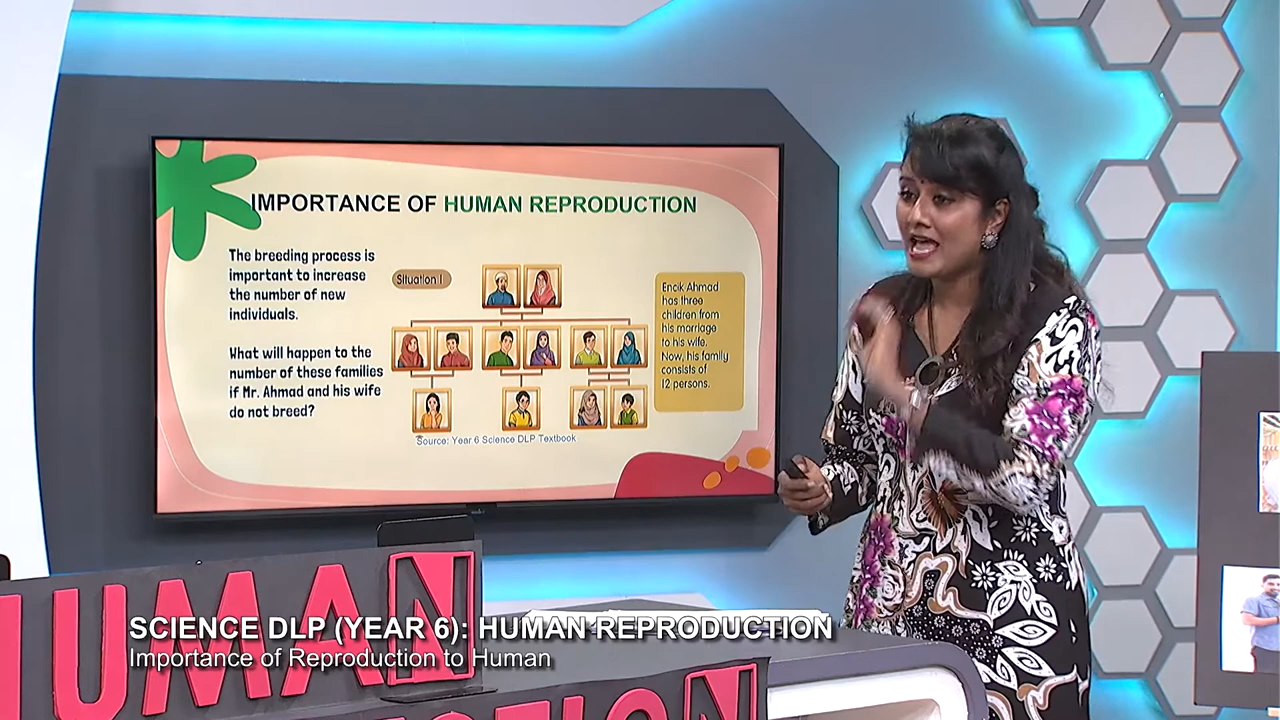 IMPORTANCE OF HUMAN REPRODUCTION
The breeding process is
important to increase
the number of new
individuals.
What will happen to the
number of these families
if Mr. Ahmad and his wife
do not breed?
Situation 1
Encik Ahmad
has three
children from
his marriage
to his wife.
Now, his family
consists of
12 persons.
Source: Year 6 Science DLP Textbook
HUMAN
SCIENCE DLP (YEAR 6): HUMAN REPRODUCTION
Importance of Reproduction to Human